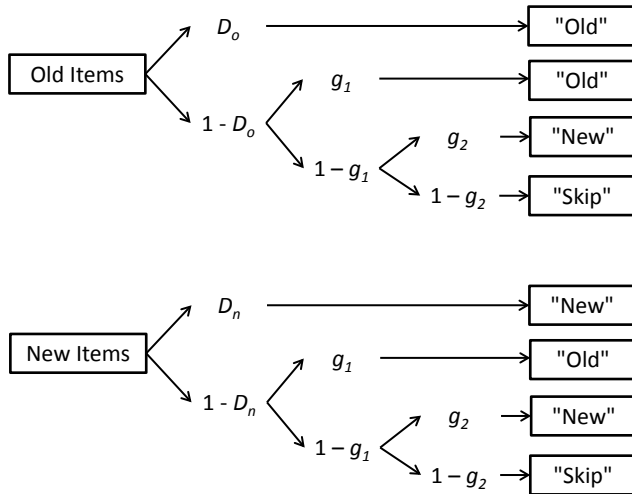 D_o
"Old"
Old Items
g_1
"Old"
1 - D_o
g_2
"New"
1 – g_1
1 – g_2
"Skip"
D_n
"New"
New Items
g_1
"Old"
1 - D_n
g_2
"New"
1 – g_1
1 – g_2
"Skip"